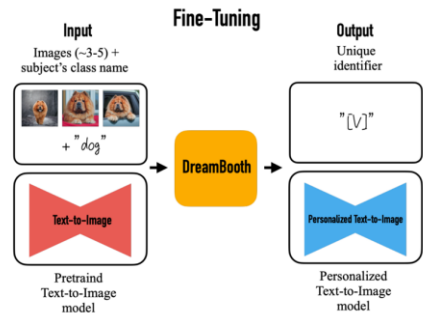 Fine-Tuning
Input
Images (~3-5) +
subject's class name
+ "dog"
Text-to-Image
Pretraind
Text-to-Image
model
DreamBooth
Output
Unique
identifier
"[V]"
Personalized Text-to-Image
Personalized
Text-to-Image
model